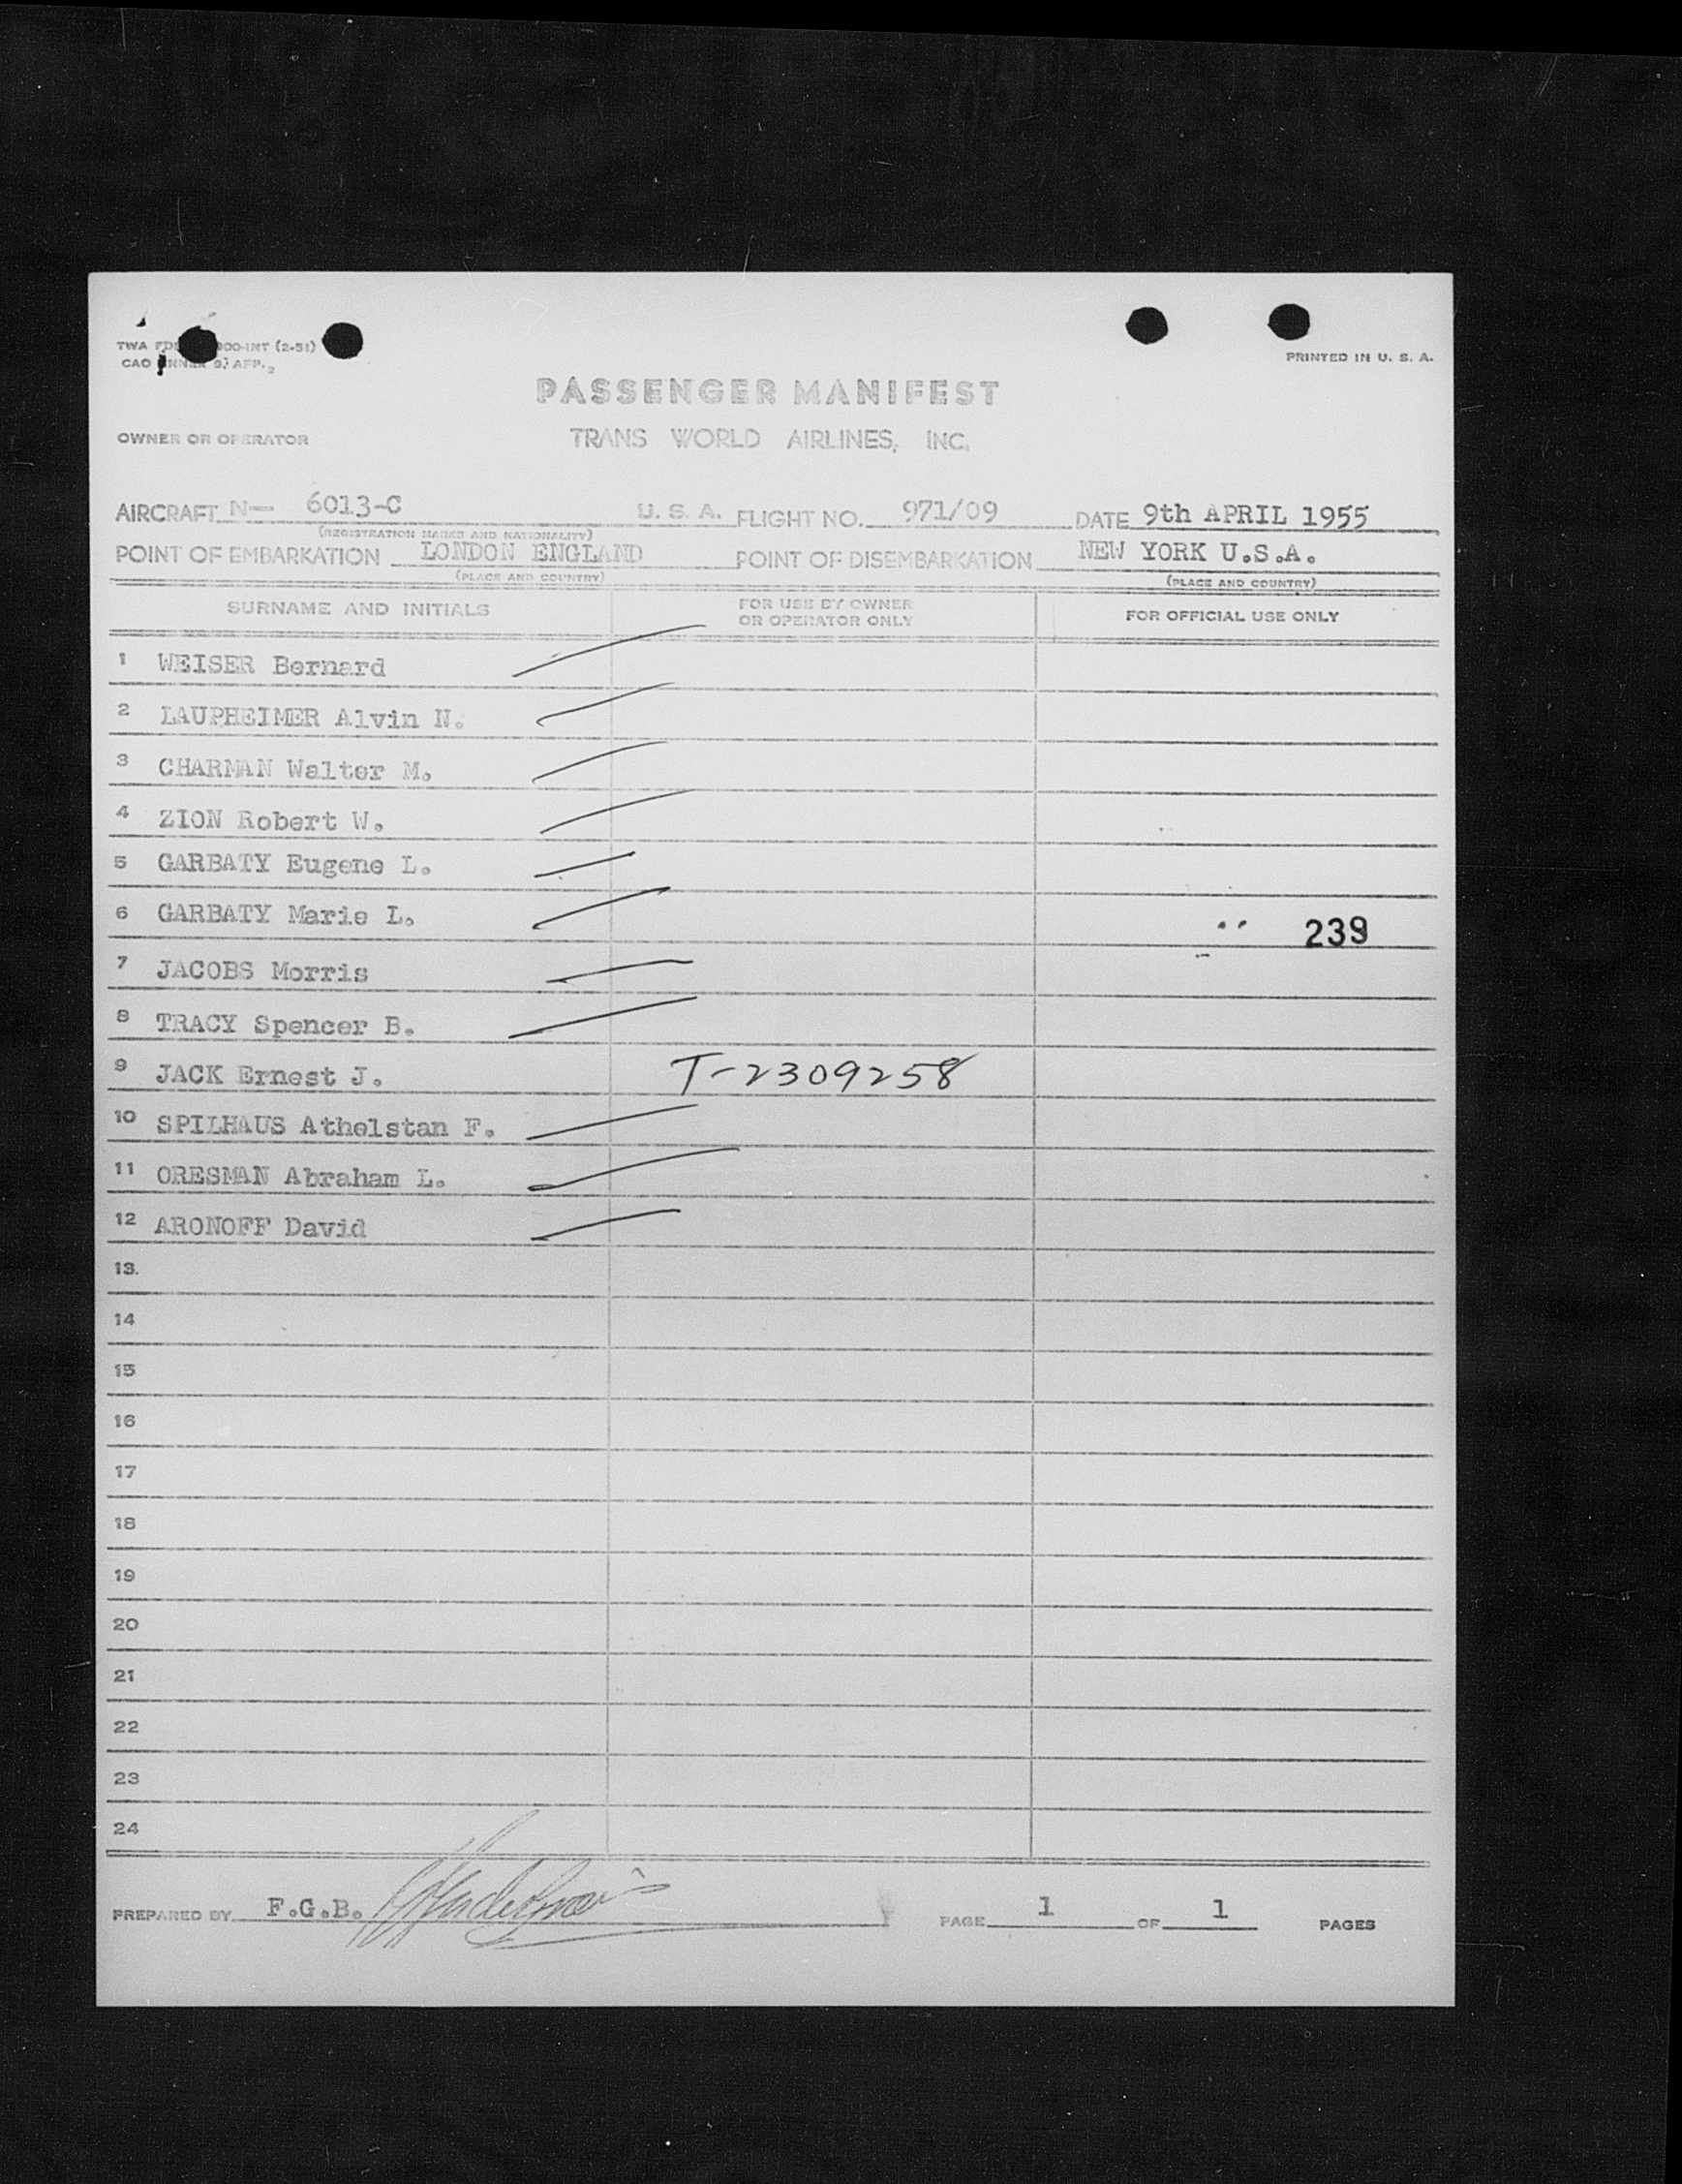 TWA 00-INT (2-51)
CAO 9) APP. 2
PRINTED IN U. S. A.
PASSENGER MANIFEST
OWNER OR OPERATOR TRANS WORLD AIRLINES, INC.
AIRCRAFT N— 6013-C U. S. A. FLIGHT NO. 971/09 DATE 9th APRIL 1955
(REGISTRATION MARKS AND NATIONALITY)
POINT OF EMBARKATION LONDON ENGLAND POINT OF DISEMBARKATION NEW YORK U.S.A.
(PLACE AND COUNTRY) (PLACE AND COUNTRY)
SURNAME AND INITIALS FOR USE BY OWNER OR OPERATOR ONLY FOR OFFICIAL USE ONLY
1 WEISER Bernard
2 LAUPHEIMER Alvin N.
3 CHARMAN Walter M.
4 ZION Robert W.
5 GARBATY Eugene L.
6 GARBATY Marie L. 239
7 JACOBS Morris
8 TRACY Spencer B.
9 JACK Ernest J. T-2309258
10 SPILHAUS Athelstan F.
11 ORESMAN Abraham L.
12 ARONOFF David
13.
14
15
16
17
18
19
20
21
22
23
24
PREPARED BY F.G.B. PAGE 1 OF 1 PAGES